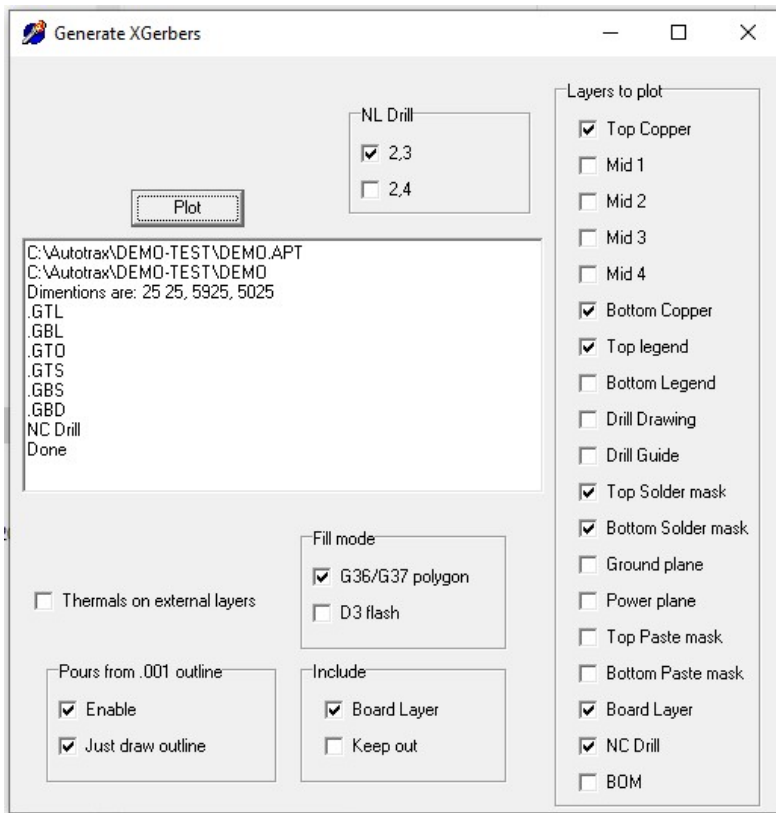 Generate XGerbers
NL Drill
2,3
2,4
Plot
C:\Autotrax\DEMO-TEST\DEMO.APT
C:\Autotrax\DEMO-TEST\DEMO
Dimentions are: 25 25, 5925, 5025
.GTL
.GBL
.GTO
.GTS
.GBS
.GBD
NC Drill
Done
Thermals on external layers
Fill mode
G36/G37 polygon
D3 flash
Pours from .001 outline
Enable
Just draw outline
Include
Board Layer
Keep out
Layers to plot
Top Copper
Mid 1
Mid 2
Mid 3
Mid 4
Bottom Copper
Top legend
Bottom Legend
Drill Drawing
Drill Guide
Top Solder mask
Bottom Solder mask
Ground plane
Power plane
Top Paste mask
Bottom Paste mask
Board Layer
NC Drill
BOM